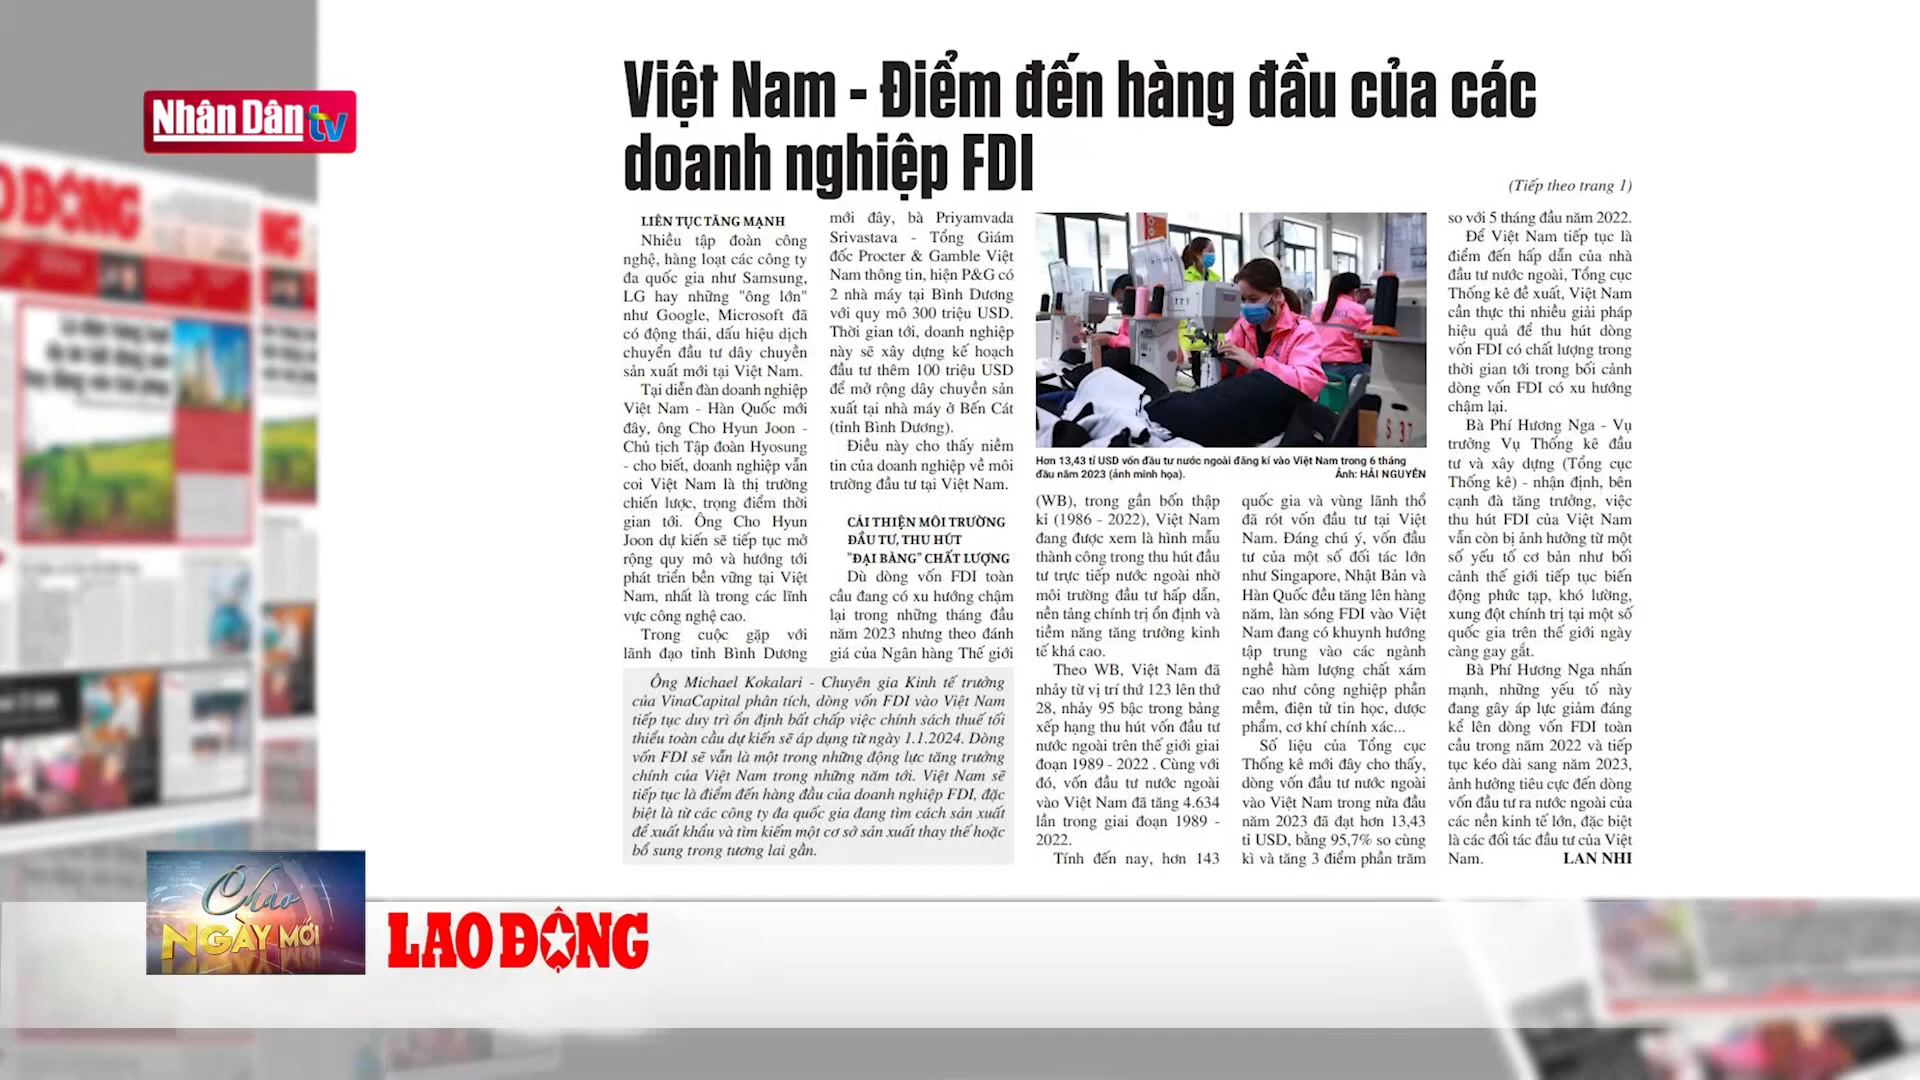 Nhân Dân tv
Việt Nam - Điểm đến hàng đầu của các
doanh nghiệp FDI
(Tiếp theo trang 1)
LIÊN TỤC TĂNG MẠNH
Nhiều tập đoàn công
nghệ, hàng loạt các công ty
đa quốc gia như Samsung,
LG hay những "ông lớn"
như Google, Microsoft đã
có động thái, dấu hiệu dịch
chuyển đầu tư dây chuyền
sản xuất mới tại Việt Nam.
Tại diễn đàn doanh nghiệp
Việt Nam - Hàn Quốc mới
đây, ông Cho Hyun Joon -
Chủ tịch Tập đoàn Hyosung
- cho biết, doanh nghiệp vẫn
coi Việt Nam là thị trường
chiến lược, trọng điểm thời
gian tới. Ông Cho Hyun
Joon dự kiến sẽ tiếp tục mở
rộng quy mô và hướng tới
phát triển bền vững tại Việt
Nam, nhất là trong các lĩnh
vực công nghệ cao.
Trong cuộc gặp với
lãnh đạo tỉnh Bình Dương
mới đây, bà Priyamvada
Srivastava - Tổng Giám
đốc Procter & Gamble Việt
Nam thông tin, hiện P&G có
2 nhà máy tại Bình Dương
với quy mô 300 triệu USD.
Thời gian tới, doanh nghiệp
này sẽ xây dựng kế hoạch
đầu tư thêm 100 triệu USD
để mở rộng dây chuyền sản
xuất tại nhà máy ở Bến Cát
(tỉnh Bình Dương).
Điều này cho thấy niềm
tin của doanh nghiệp về môi
trường đầu tư tại Việt Nam.
CẢI THIỆN MÔI TRƯỜNG
ĐẦU TƯ, THU HÚT
"ĐẠI BÀNG" CHẤT LƯỢNG
Dù dòng vốn FDI toàn
cầu đang có xu hướng chậm
lại trong những tháng đầu
năm 2023 nhưng theo đánh
giá của Ngân hàng Thế giới
Ông Michael Kokalari - Chuyên gia Kinh tế trưởng
của VinaCapital phân tích, dòng vốn FDI vào Việt Nam
tiếp tục duy trì ổn định bất chấp việc chính sách thuế tối
thiểu toàn cầu dự kiến sẽ áp dụng từ ngày 1.1.2024. Dòng
vốn FDI sẽ vẫn là một trong những động lực tăng trưởng
chính của Việt Nam trong những năm tới. Việt Nam sẽ
tiếp tục là điểm đến hàng đầu của doanh nghiệp FDI, đặc
biệt là từ các công ty đa quốc gia đang tìm cách sản xuất
để xuất khẩu và tìm kiếm một cơ sở sản xuất thay thế hoặc
bổ sung trong tương lai gần.
Hơn 13,43 tỉ USD vốn đầu tư nước ngoài đăng kí vào Việt Nam trong 6 tháng
đầu năm 2023 (ảnh minh họa). Ảnh: HẢI NGUYỄN
(WB), trong gần bốn thập
kỉ (1986 - 2022), Việt Nam
đang được xem là hình mẫu
thành công trong thu hút đầu
tư trực tiếp nước ngoài nhờ
môi trường đầu tư hấp dẫn,
nền tảng chính trị ổn định và
tiềm năng tăng trưởng kinh
tế khá cao.
Theo WB, Việt Nam đã
nhảy từ vị trí thứ 123 lên thứ
28, nhảy 95 bậc trong bảng
xếp hạng thu hút vốn đầu tư
nước ngoài trên thế giới giai
đoạn 1989 - 2022 . Cùng với
đó, vốn đầu tư nước ngoài
vào Việt Nam đã tăng 4.634
lần trong giai đoạn 1989 -
2022.
Tính đến nay, hơn 143
quốc gia và vùng lãnh thổ
đã rót vốn đầu tư tại Việt
Nam. Đáng chú ý, vốn đầu
tư của một số đối tác lớn
như Singapore, Nhật Bản và
Hàn Quốc đều tăng lên hàng
năm, làn sóng FDI vào Việt
Nam đang có khuynh hướng
tập trung vào các ngành
nghề hàm lượng chất xám
cao như công nghiệp phần
mềm, điện tử tin học, dược
phẩm, cơ khí chính xác...
Số liệu của Tổng cục
Thống kê mới đây cho thấy,
dòng vốn đầu tư nước ngoài
vào Việt Nam trong nửa đầu
năm 2023 đã đạt hơn 13,43
tỉ USD, bằng 95,7% so cùng
kì và tăng 3 điểm phần trăm
so với 5 tháng đầu năm 2022.
Để Việt Nam tiếp tục là
điểm đến hấp dẫn của nhà
đầu tư nước ngoài, Tổng cục
Thống kê đề xuất, Việt Nam
cần thực thi nhiều giải pháp
hiệu quả để thu hút dòng
vốn FDI có chất lượng trong
thời gian tới trong bối cảnh
dòng vốn FDI có xu hướng
chậm lại.
Bà Phí Hương Nga - Vụ
trưởng Vụ Thống kê đầu
tư và xây dựng (Tổng cục
Thống kê) - nhận định, bên
cạnh đà tăng trưởng, việc
thu hút FDI của Việt Nam
vẫn còn bị ảnh hưởng từ một
số yếu tố cơ bản như bối
cảnh thế giới tiếp tục biến
động phức tạp, khó lường,
xung đột chính trị tại một số
quốc gia trên thế giới ngày
càng gay gắt.
Bà Phí Hương Nga nhấn
mạnh, những yếu tố này
đang gây áp lực giảm đáng
kể lên dòng vốn FDI toàn
cầu trong năm 2022 và tiếp
tục kéo dài sang năm 2023,
ảnh hưởng tiêu cực đến dòng
vốn đầu tư ra nước ngoài của
các nền kinh tế lớn, đặc biệt
là các đối tác đầu tư của Việt
Nam. LAN NHI
Chào
NGÀY MỚI
LAO ĐỘNG